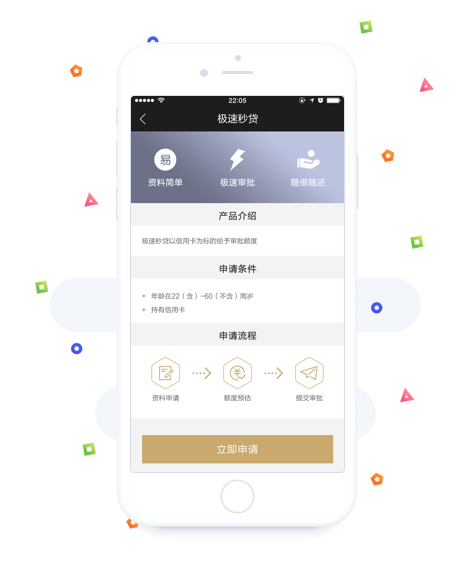 22:05
极速秒贷
易
资料简单
极速审批
随借随还
产品介绍
极速秒贷以信用卡为标的给予审批额度
申请条件
年龄在22（含）-60（不含）周岁
持有信用卡
申请流程
¥
资料申请
额度预估
提交审批
立即申请